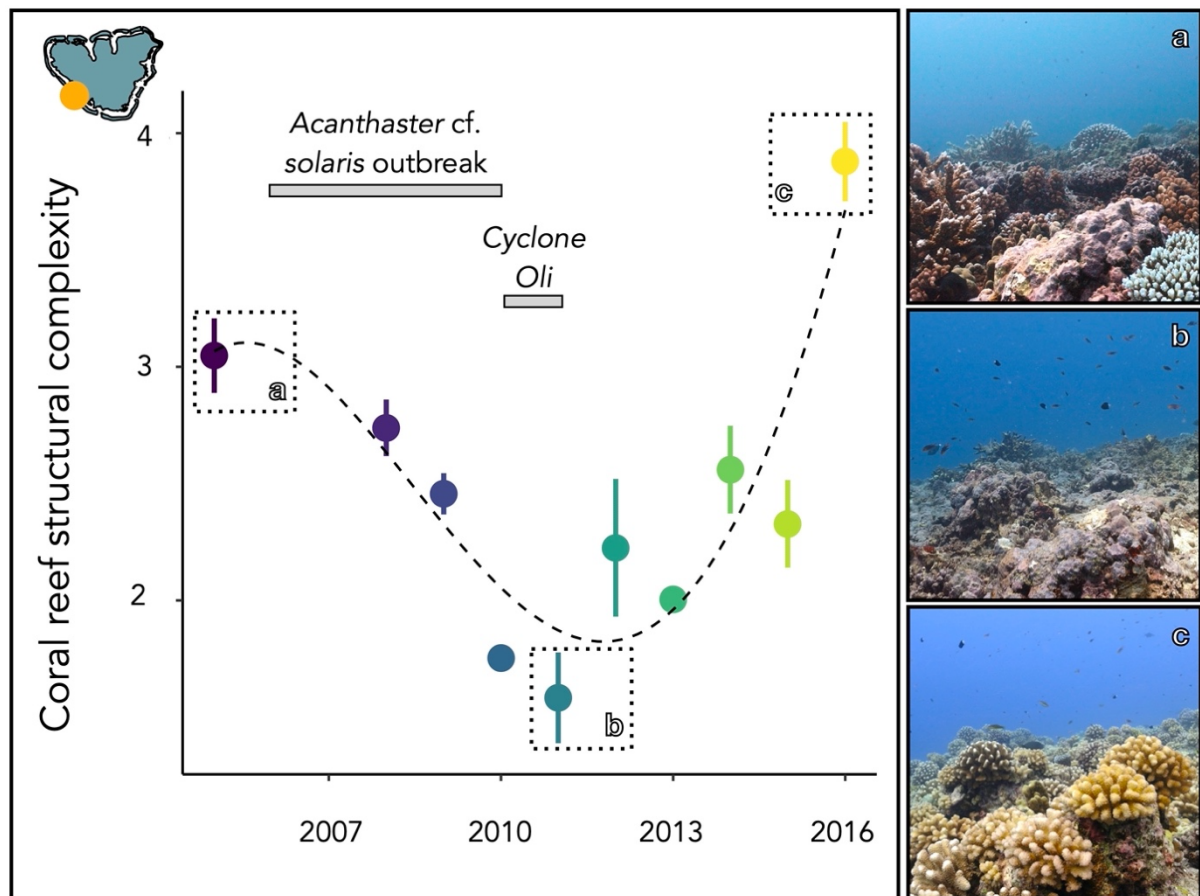 Coral reef structural complexity
4
3
2
Acanthaster cf.
solaris outbreak
Cyclone
Oli
a
b
c
2007
2010
2013
2016
a
b
c